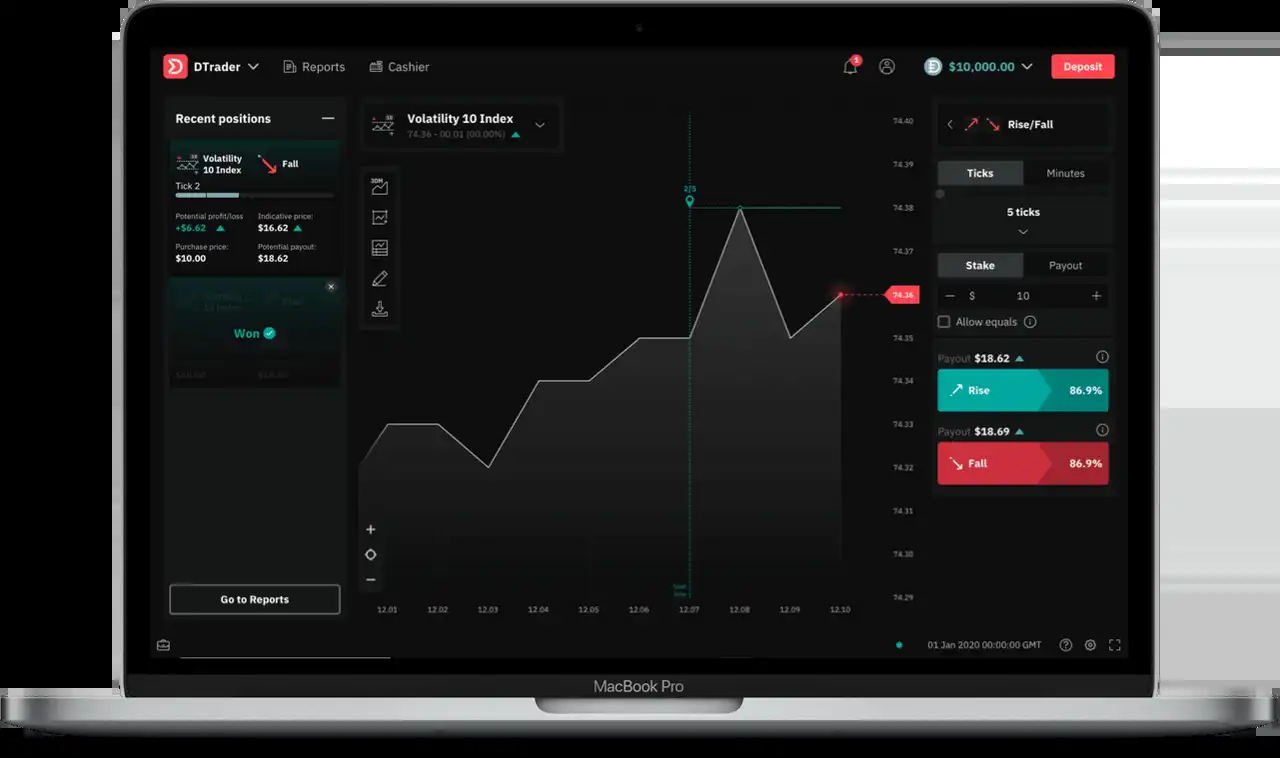 DTrader
Reports
Cashier
1
$10,000.00
Deposit
Recent positions
Volatility
10 Index
Fall
Tick 2
Potential profit/loss
Indicative price:
+$6.62
$16.62
Purchase price:
Potential payout:
$10.00
$18.62
Won
Go to Reports
Volatility 10 Index
74.36 - 00.01 (00.00%)
2/5
74.40
74.39
74.38
74.37
74.36
74.35
74.34
74.33
74.32
74.31
74.30
74.29
12.01
12.02
12.03
12.04
12.05
12.06
12.07
12.08
12.09
12.10
Rise/Fall
Ticks
Minutes
5 ticks
Stake
Payout
— $ 10 +
Allow equals
Payout $18.62
Rise
86.9%
Payout $18.69
Fall
86.9%
01 Jan 2020 00:00:00 GMT
MacBook Pro